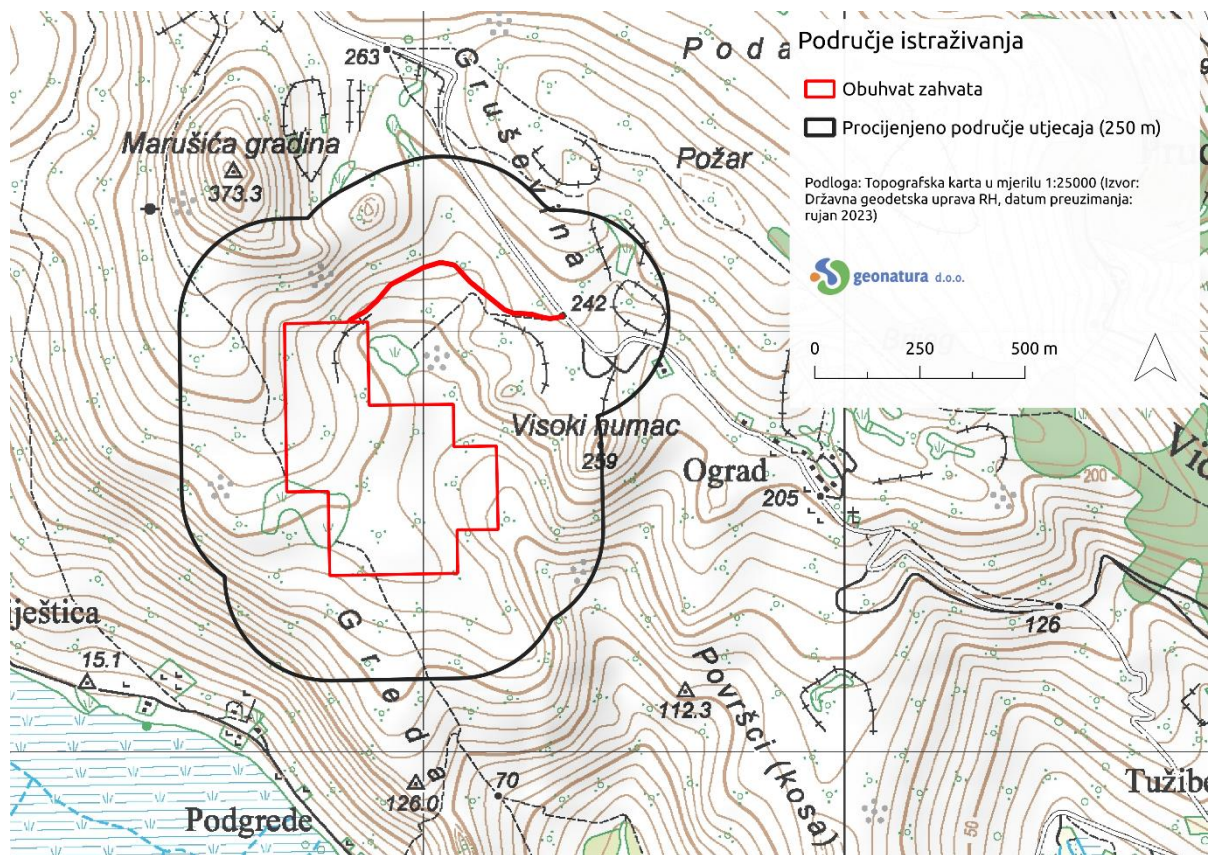 Područje istraživanja
Obuhvat zahvata
Procijenjeno područje utjecaja (250 m)
Podloga: Topografska karta u mjerilu 1:25000 (Izvor:
Državna geodetska uprava RH, datum preuzimanja:
rujan 2023)
geonatura d.o.o.
0 250 500 m
263
Gruševina
Poda
Marušića gradina
373.3
Požar
242
Visoki humac
259
Ograd
205
200
Vic
ještica
15.1
Greda
126
Površci (kosa)
112.3
126.0
70
Podgrede
Tužibe
50